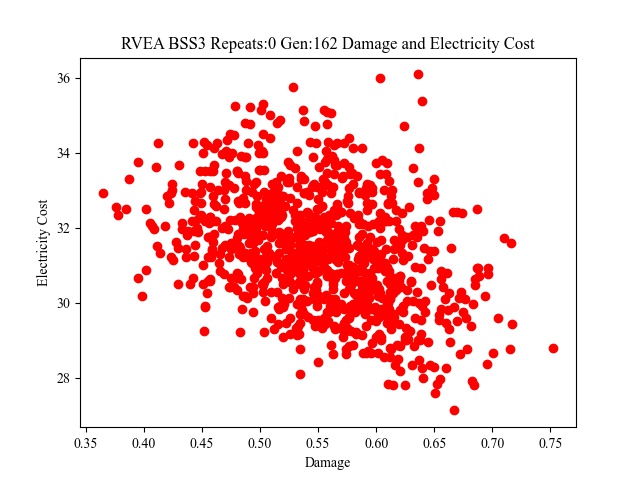 RVEA BSS3 Repeats:0 Gen:162 Damage and Electricity Cost
Electricity Cost
36
34
32
30
28
0.35 0.40 0.45 0.50 0.55 0.60 0.65 0.70 0.75
Damage